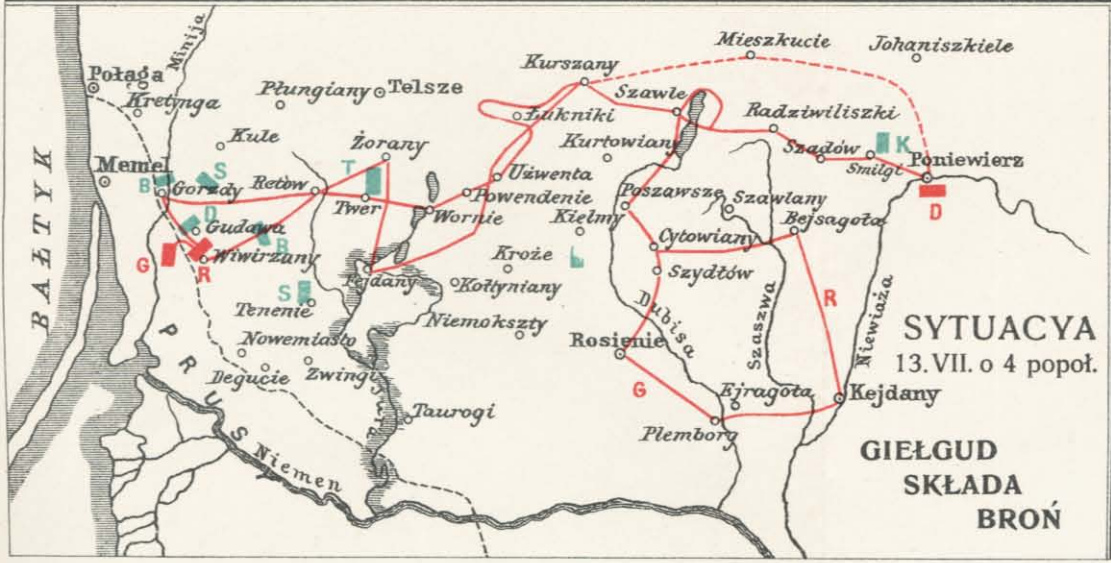 Mieszkucie
Johaniszkiele
Minija
Połąga
Kretynga
Płungiany
Telsze
Kurszany
Szawle
Radziwiliszki
Łukniki
Kule
Żorany
Kurtowiany
Szadów
Smilgi
K
Poniewierz
D
BAŁTYK
Memel
B
S
Gorżdy
Retów
T
Twer
Użwenta
Powendenie
Wornie
Poszawsze
Szawlany
Bejsagoła
D
Gudawa
B
Kielmy
Cytowiany
G
R
Wiwirzany
Kroże
L
Szydłów
S
Tenenie
Kołtyniany
Niemokszty
Dubisa
Szaszwa
R
Niewiaża
PRUSY
Nowemiasto
Degucie
Zwingi
Jura
Rosienie
G
Taurogi
Ejragoła
Kejdany
Plemborg
Niemen
SYTUACYA
13.VII. o 4 popoł.
GIEŁGUD
SKŁADA
BROŃ